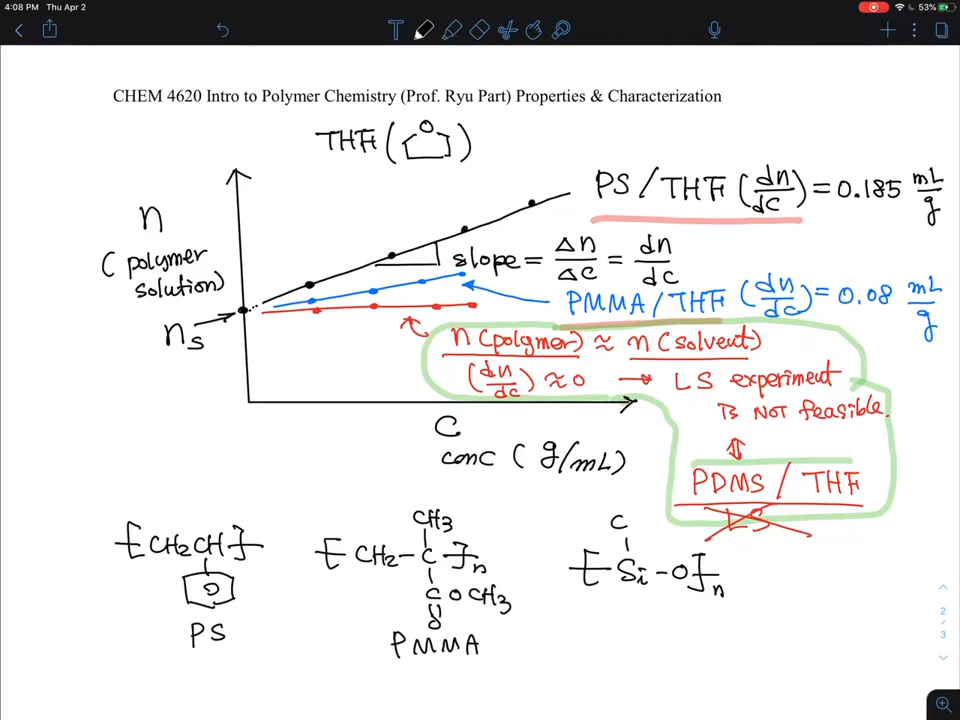 4:08 PM Thu Apr 2
53%
CHEM 4620 Intro to Polymer Chemistry (Prof. Ryu Part) Properties & Characterization
THF (O)
PS / THF (dn/dc) = 0.185 mL/g
n
(polymer
solution)
slope = Δn/Δc = dn/dc
PMMA / THF (dn/dc) = 0.08 mL/g
ns
n (polymer) ≈ n (solvent)
(dn/dc) ≈ 0 → LS experiment
is NOT feasible.
⇕
PDMS / THF
LS
C
conc (g/mL)
[CH2CH]
PS
CH3
[CH2-C]n
C OCH3
O
PMMA
C
[Si-O]n
2
/
3